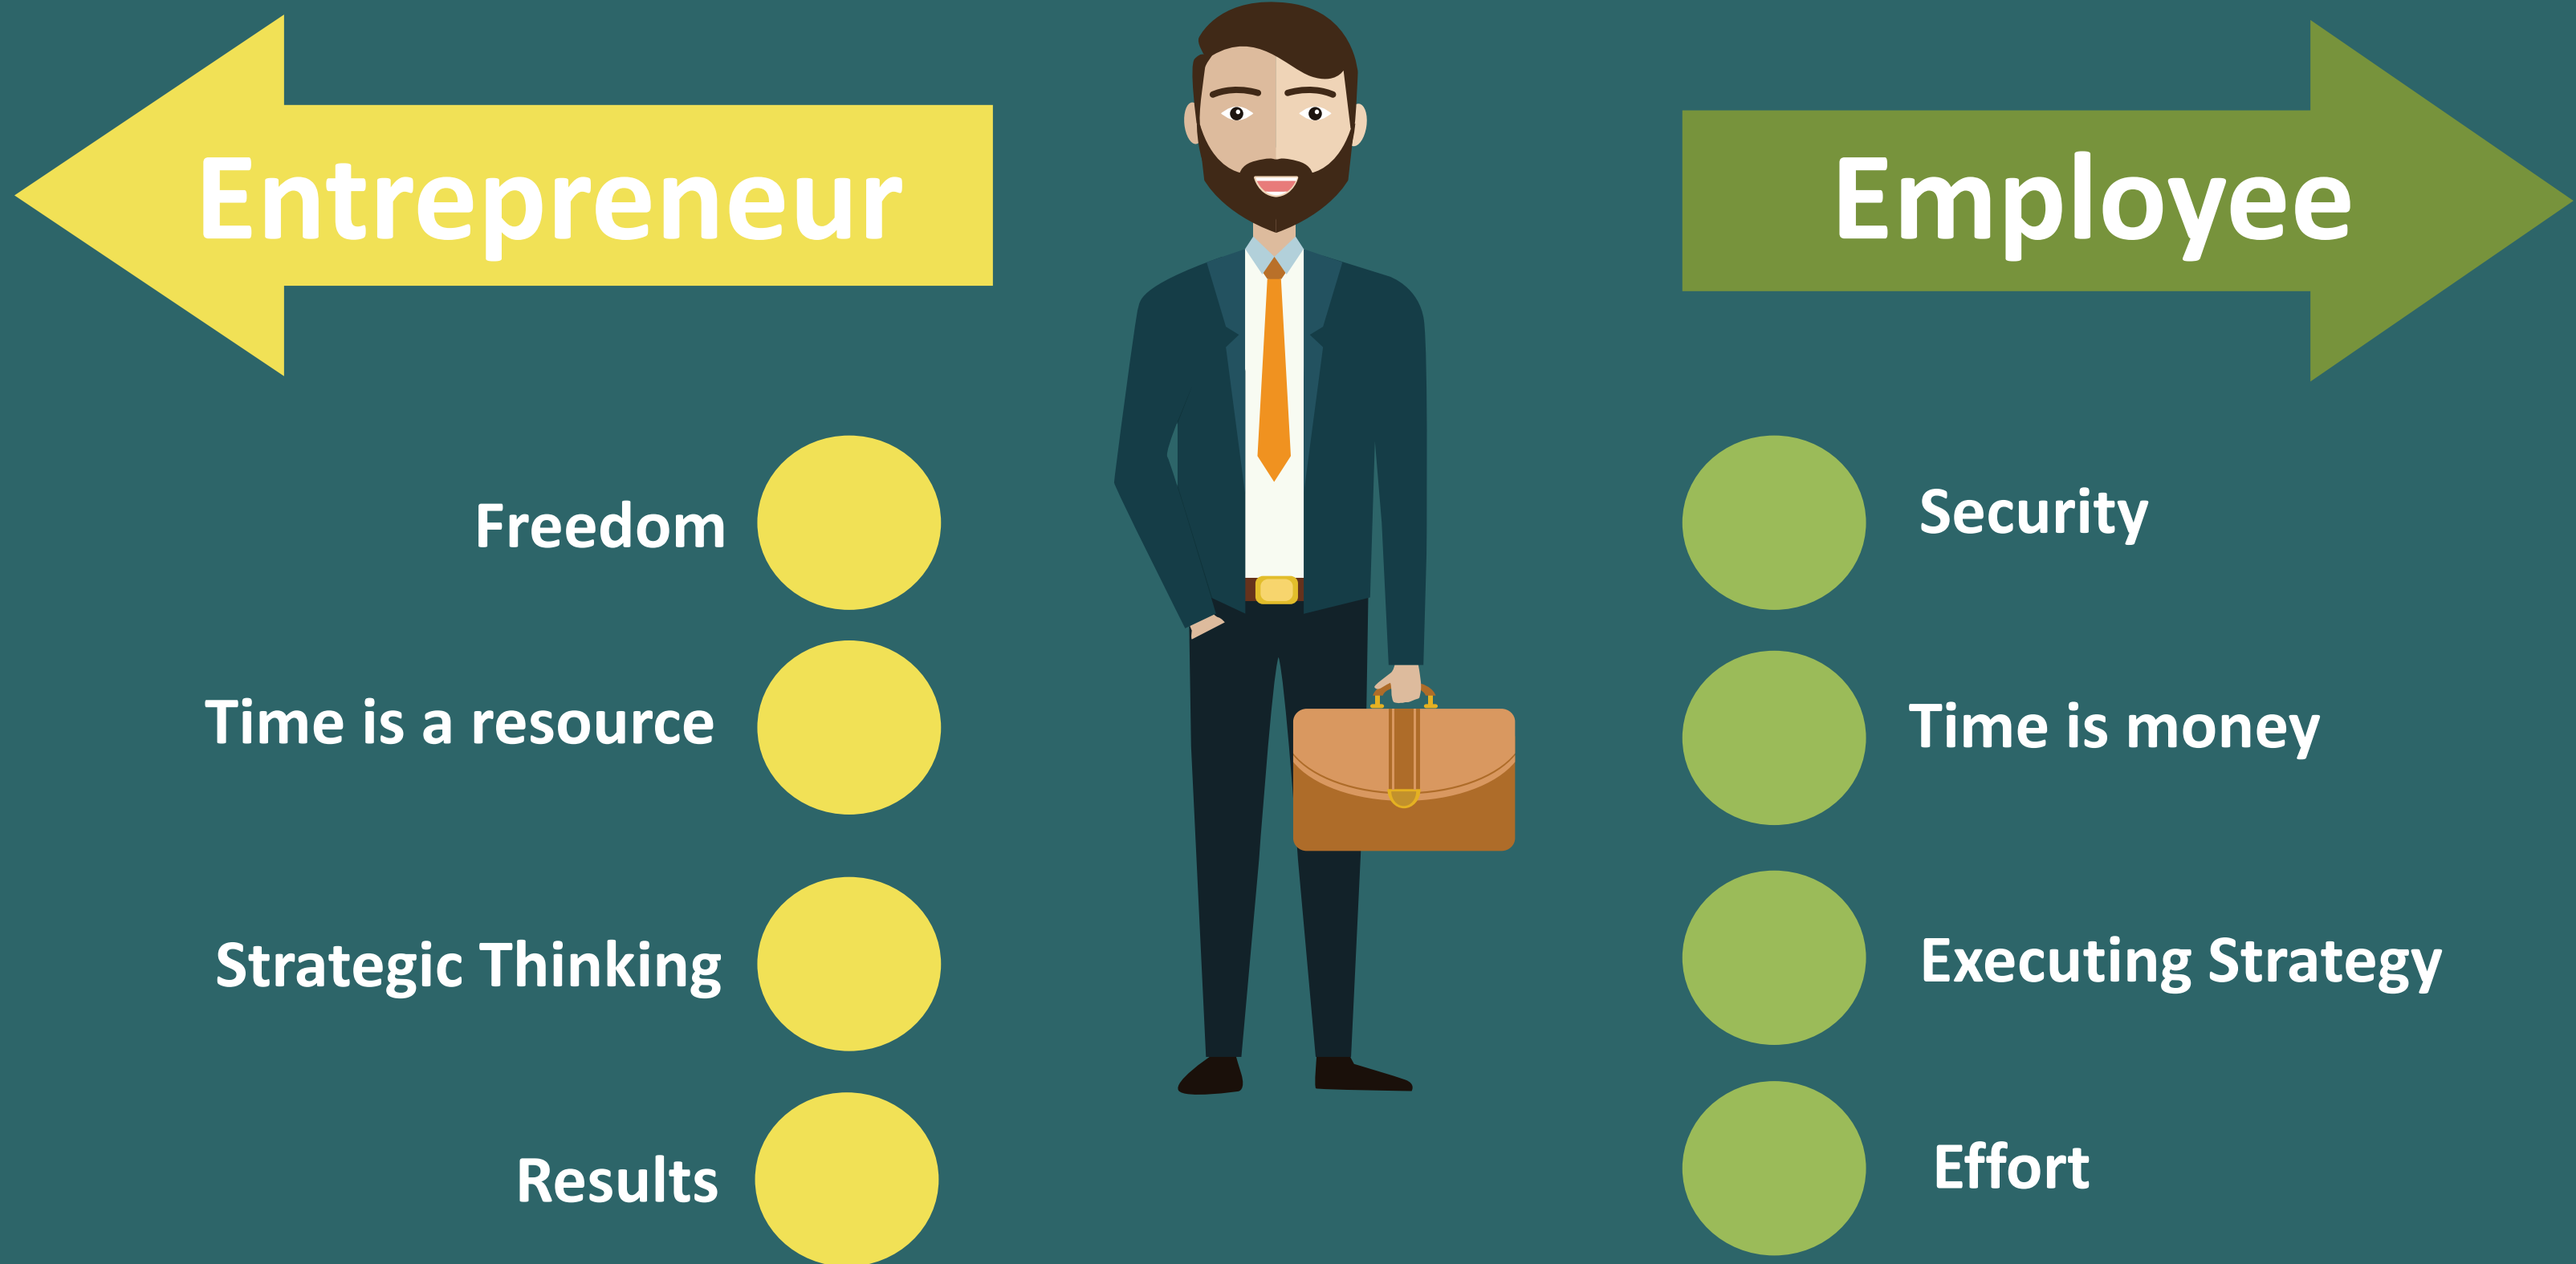 Entrepreneur
Freedom
Time is a resource
Strategic Thinking
Results
Employee
Security
Time is money
Executing Strategy
Effort